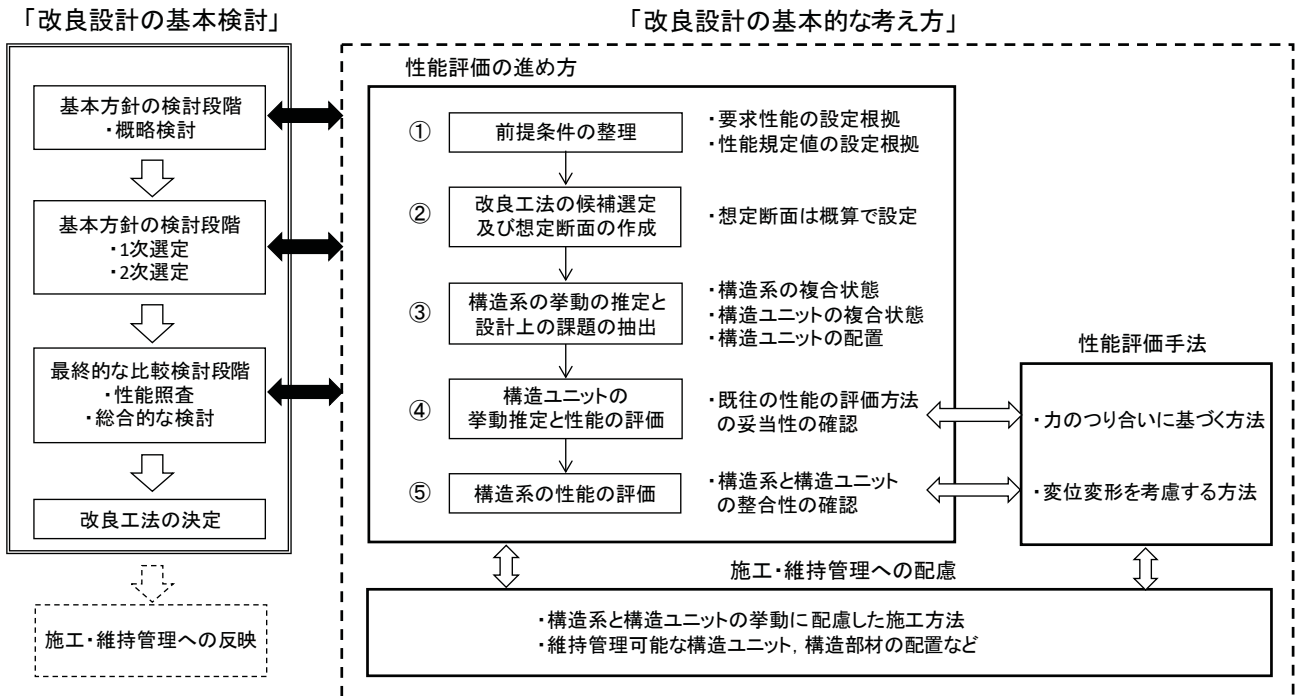 「改良設計の基本検討」
基本方針の検討段階
・概略検討
基本方針の検討段階
・1次選定
・2次選定
最終的な比較検討段階
・性能照査
・総合的な検討
改良工法の決定
施工・維持管理への反映
「改良設計の基本的な考え方」
性能評価の進め方
①
前提条件の整理
・要求性能の設定根拠
・性能規定値の設定根拠
②
改良工法の候補選定
及び想定断面の作成
・想定断面は概算で設定
③
構造系の挙動の推定と
設計上の課題の抽出
・構造系の複合状態
・構造ユニットの複合状態
・構造ユニットの配置
④
構造ユニットの
挙動推定と性能の評価
・既往の性能の評価方法
の妥当性の確認
⑤
構造系の性能の評価
・構造系と構造ユニット
の整合性の確認
性能評価手法
・力のつり合いに基づく方法
・変位変形を考慮する方法
施工・維持管理への配慮
・構造系と構造ユニットの挙動に配慮した施工方法
・維持管理可能な構造ユニット，構造部材の配置など